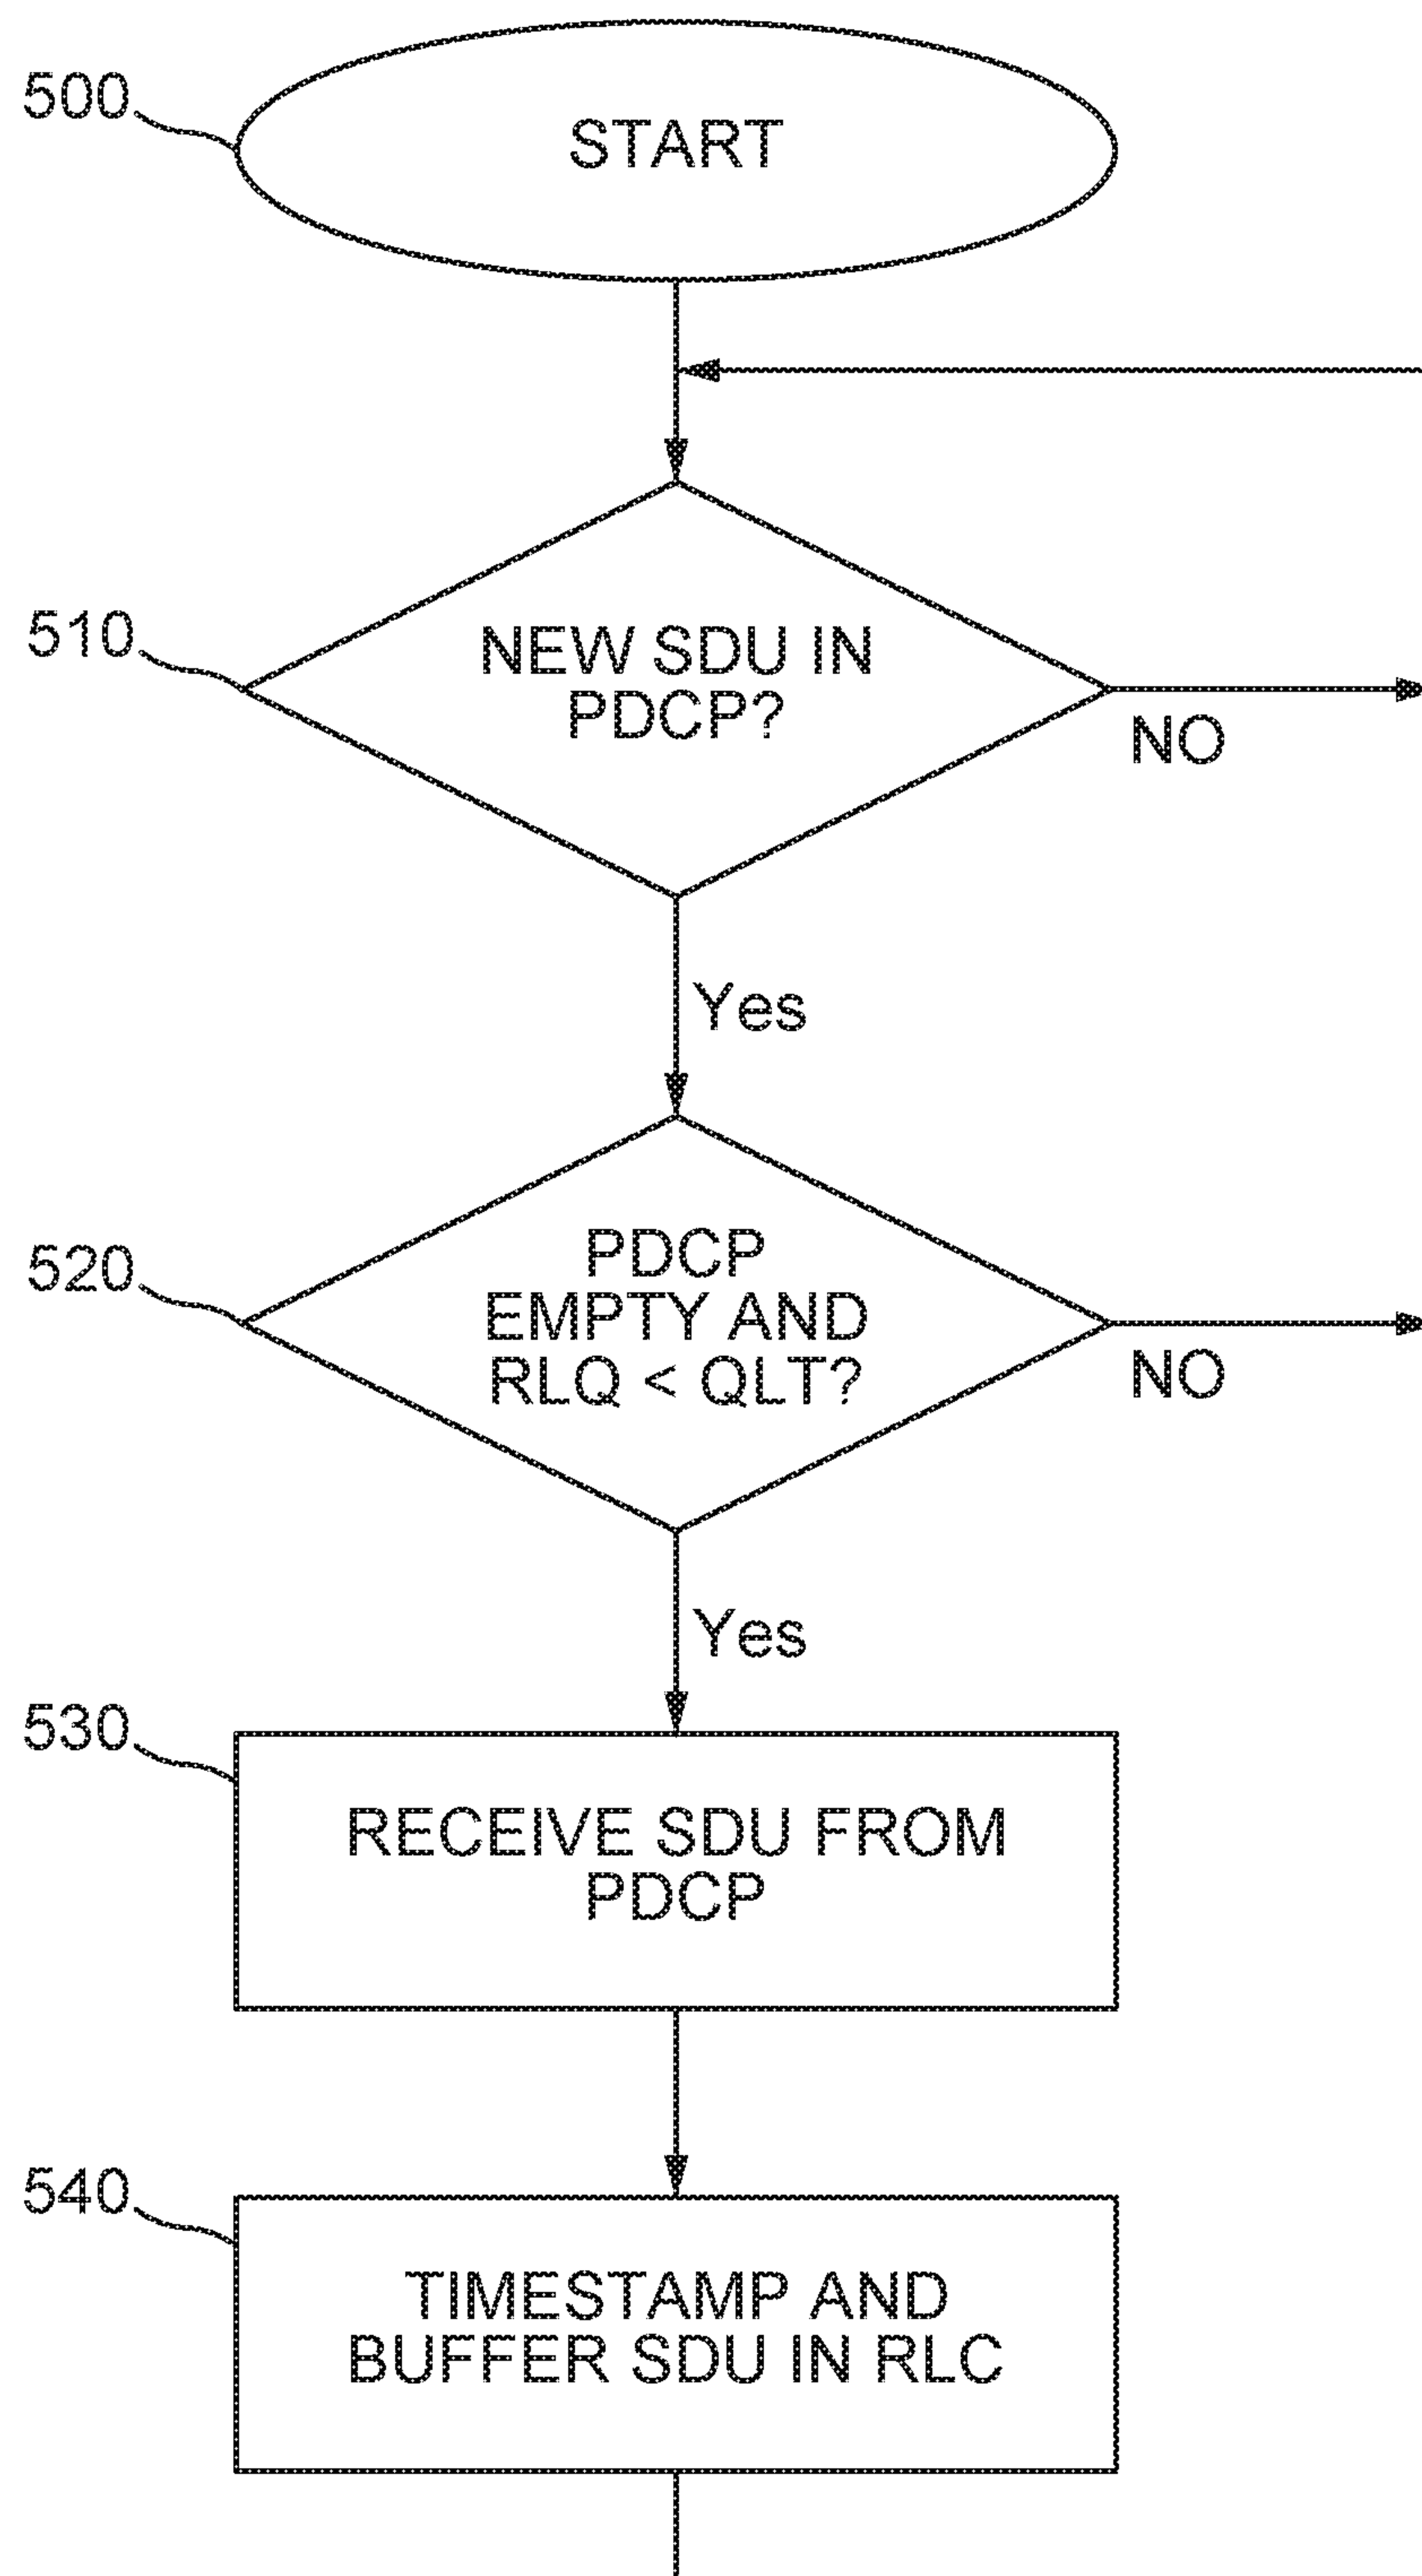 500
START
510
NEW SDU IN
PDCP?
NO
Yes
520
PDCP
EMPTY AND
RLQ < QLT?
NO
Yes
530
RECEIVE SDU FROM
PDCP
540
TIMESTAMP AND
BUFFER SDU IN RLC